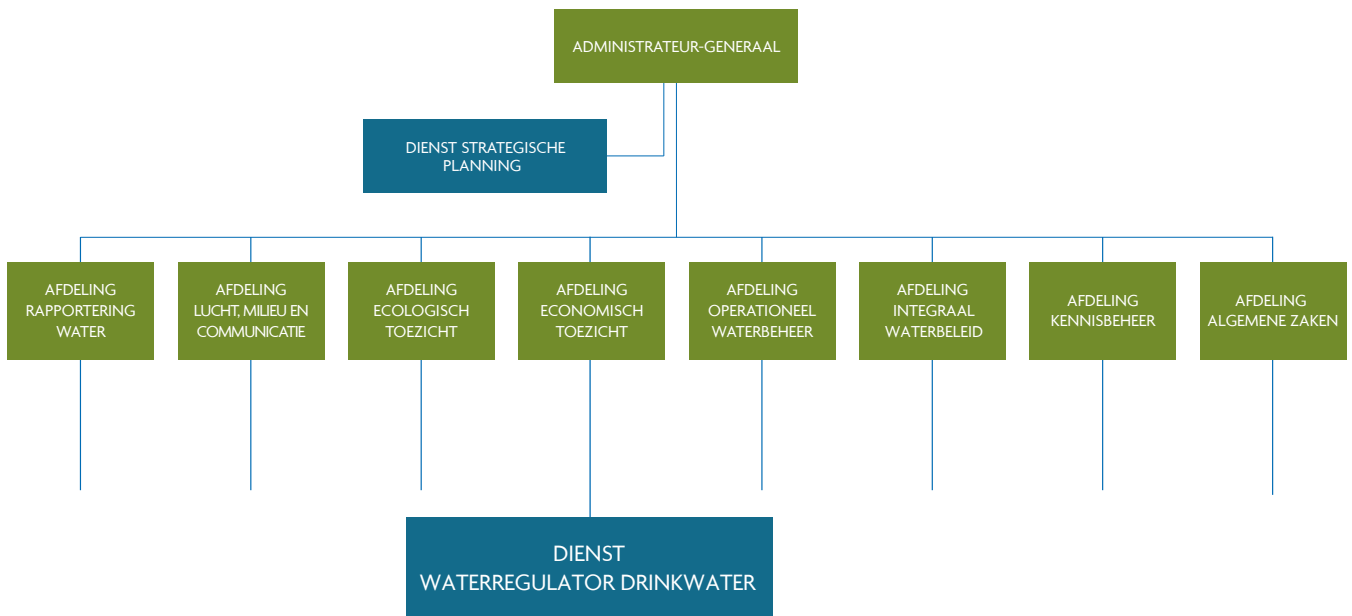 ADMINISTRATEUR-GENERAAL
DIENST STRATEGISCHE
PLANNING
AFDELING
RAPPORTERING
WATER
AFDELING
LUCHT, MILIEU EN
COMMUNICATIE
AFDELING
ECOLOGISCH
TOEZICHT
AFDELING
ECONOMISCH
TOEZICHT
AFDELING
OPERATIONEEL
WATERBEHEER
AFDELING
INTEGRAAL
WATERBELEID
AFDELING
KENNISBEHEER
AFDELING
ALGEMENE ZAKEN
DIENST
WATERREGULATOR DRINKWATER